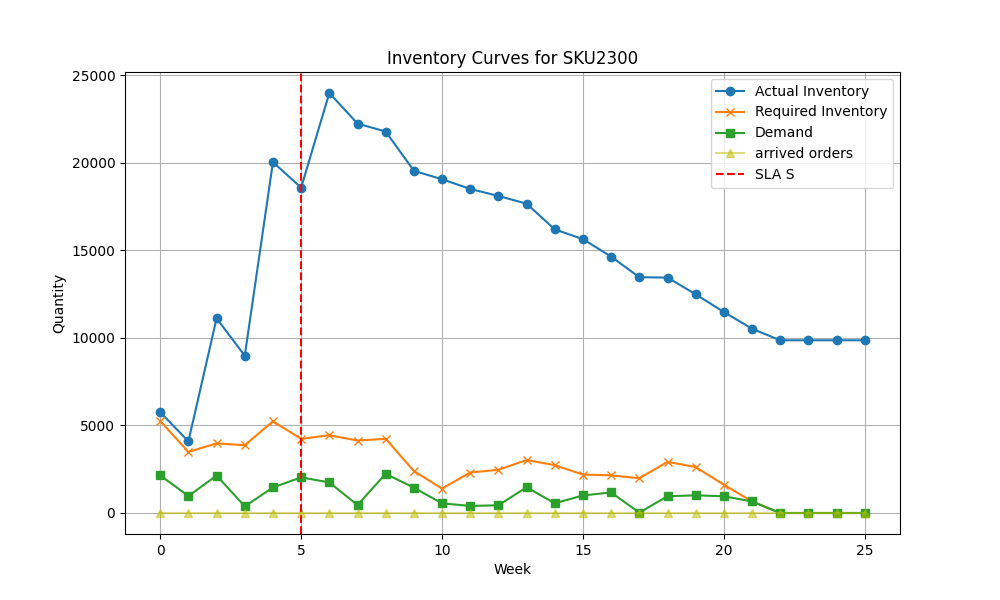 Inventory Curves for SKU2300
25000
20000
15000
10000
5000
0
Quantity
Actual Inventory
Required Inventory
Demand
arrived orders
SLA S
0 5 10 15 20 25
Week